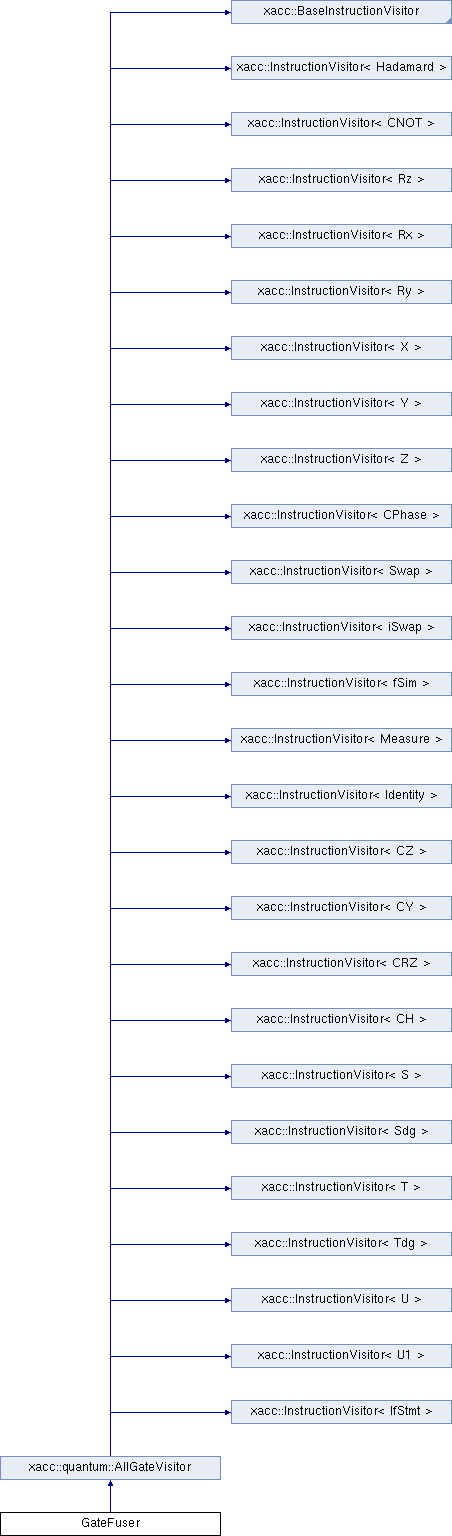 xacc::BaseInstructionVisitor
xacc::InstructionVisitor< Hadamard >
xacc::InstructionVisitor< CNOT >
xacc::InstructionVisitor< Rz >
xacc::InstructionVisitor< Rx >
xacc::InstructionVisitor< Ry >
xacc::InstructionVisitor< X >
xacc::InstructionVisitor< Y >
xacc::InstructionVisitor< Z >
xacc::InstructionVisitor< CPhase >
xacc::InstructionVisitor< Swap >
xacc::InstructionVisitor< iSwap >
xacc::InstructionVisitor< fSim >
xacc::InstructionVisitor< Measure >
xacc::InstructionVisitor< Identity >
xacc::InstructionVisitor< CZ >
xacc::InstructionVisitor< CY >
xacc::InstructionVisitor< CRZ >
xacc::InstructionVisitor< CH >
xacc::InstructionVisitor< S >
xacc::InstructionVisitor< Sdg >
xacc::InstructionVisitor< T >
xacc::InstructionVisitor< Tdg >
xacc::InstructionVisitor< U >
xacc::InstructionVisitor< U1 >
xacc::InstructionVisitor< IfStmt >
xacc::quantum::AllGateVisitor
GateFuser